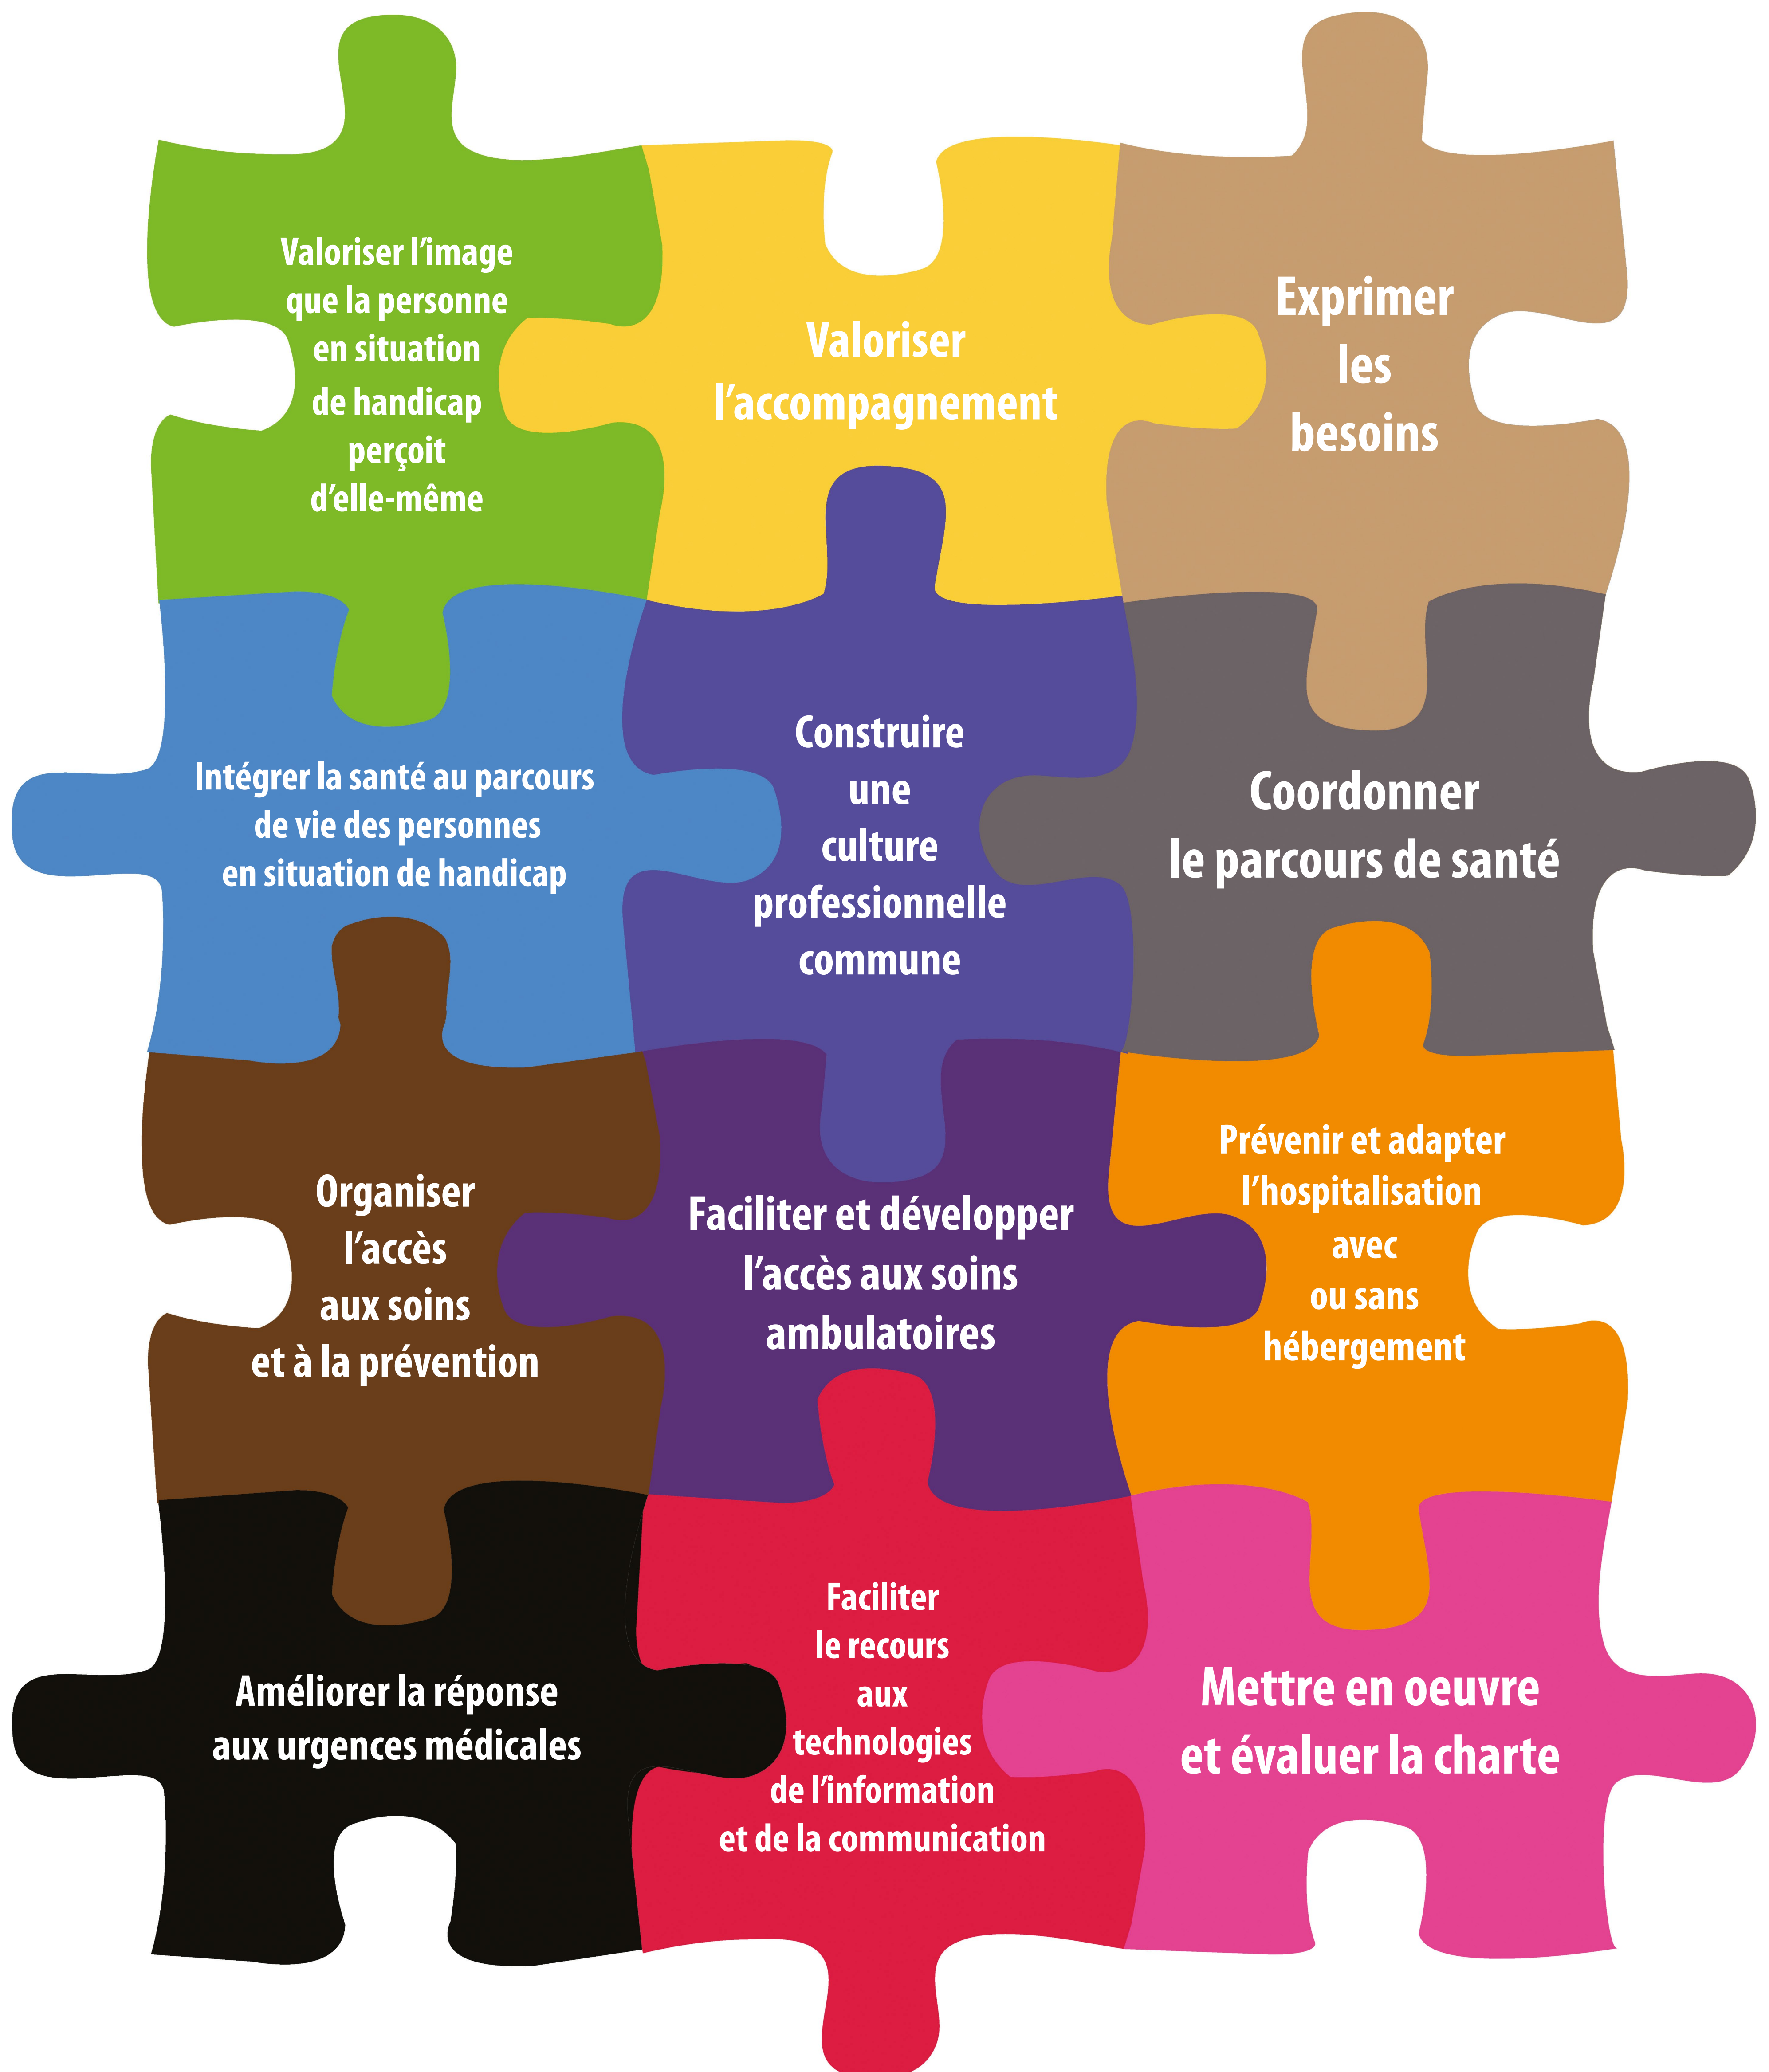 Valoriser l’image
que la personne
en situation
de handicap
perçoit
d’elle-même
Valoriser
l’accompagnement
Exprimer
les
besoins
Intégrer la santé au parcours
de vie des personnes
en situation de handicap
Construire
une
culture
professionnelle
commune
Coordonner
le parcours de santé
Organiser
l’accès
aux soins
et à la prévention
Faciliter et développer
l’accès aux soins
ambulatoires
Prévenir et adapter
l’hospitalisation
avec
ou sans
hébergement
Améliorer la réponse
aux urgences médicales
Faciliter
le recours
aux
technologies
de l’information
et de la communication
Mettre en oeuvre
et évaluer la charte